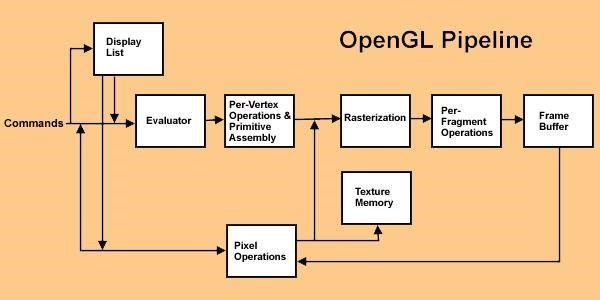 OpenGL Pipeline
Display
List
Commands
Evaluator
Per-Vertex
Operations &
Primitive
Assembly
Rasterization
Per-
Fragment
Operations
Frame
Buffer
Texture
Memory
Pixel
Operations